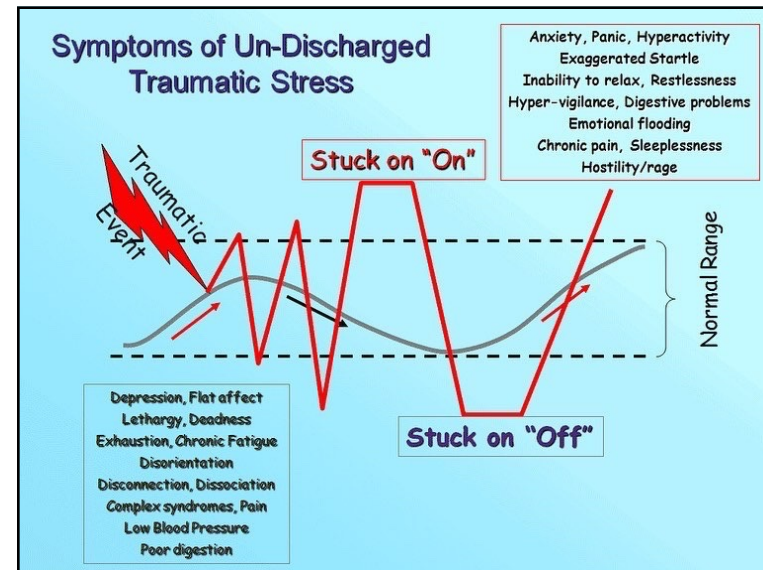 Symptoms of Un-Discharged
Traumatic Stress
Anxiety, Panic, Hyperactivity
Exaggerated Startle
Inability to relax, Restlessness
Hyper-vigilance, Digestive problems
Emotional flooding
Chronic pain, Sleeplessness
Hostility/rage
Traumatic
Event
Stuck on "On"
Normal Range
Stuck on "Off"
Depression, Flat affect
Lethargy, Deadness
Exhaustion, Chronic Fatigue
Disorientation
Disconnection, Dissociation
Complex syndromes, Pain
Low Blood Pressure
Poor digestion